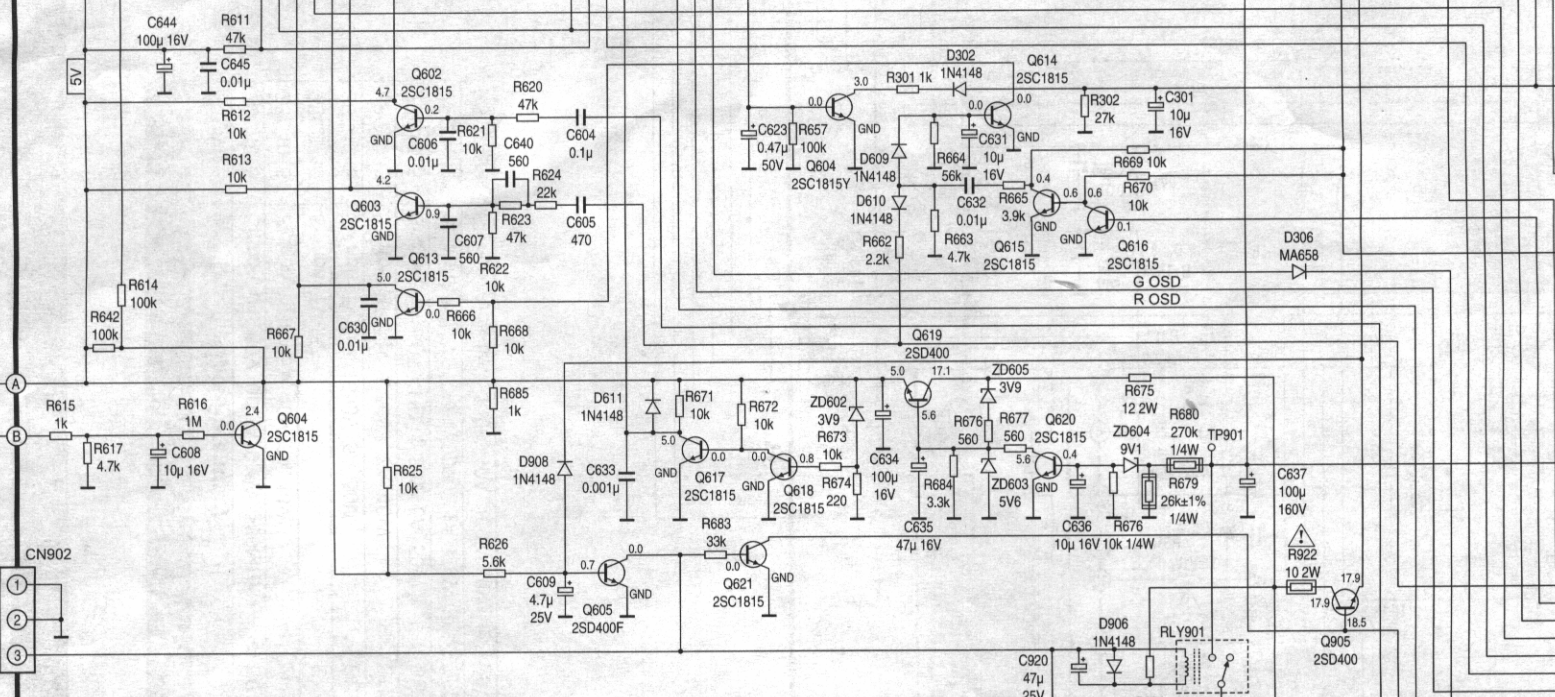 C644
100µ 16V
R611
47k
C645
0.01µ
5V
R612
10k
R613
10k
4.7
Q602
2SC1815
0.2
GND
C606
0.01µ
R621
10k
R620
47k
C604
0.1µ
C640
560
4.2
Q603
2SC1815
0.9
GND
C607
560
R624
22k
R623
47k
C605
470
R622
10k
Q613
2SC1815
5.0
GND
0.0
C630
0.01µ
R666
10k
R668
10k
R614
100k
R642
100k
R667
10k
R685
1k
D302
1N4148
R301 1k
3.0
0.0
GND
C623
0.47µ
50V
R657
100k
Q604
2SC1815Y
Q614
2SC1815
0.0
0.0
GND
R302
27k
C301
10µ
16V
D609
1N4148
R664
56k
C631
10µ
16V
D610
1N4148
C632
0.01µ
R665
3.9k
0.4
R669 10k
R670
10k
0.6
0.6
0.1
GND
GND
Q615
2SC1815
Q616
2SC1815
R662
2.2k
R663
4.7k
D306
MA658
G OSD
R OSD
A
B
R615
1k
R617
4.7k
C608
10µ 16V
R616
1M
0.0
2.4
Q604
2SC1815
GND
R625
10k
R626
5.6k
D908
1N4148
D611
1N4148
C633
0.001µ
R671
10k
R672
10k
5.0
0.0
GND
Q617
2SC1815
0.0
0.8
GND
Q618
2SC1815
ZD602
3V9
R673
10k
R674
220
C634
100µ
16V
Q619
2SD400
5.0
17.1
5.6
C635
47µ 16V
R684
3.3k
R676
560
ZD605
3V9
ZD603
5V6
R677
560
5.6
Q620
2SC1815
0.4
GND
C636
10µ 16V
R676
10k 1/4W
ZD604
9V1
R675
12 2W
R680
270k
1/4W
TP901
R679
26k±1%
1/4W
C637
100µ
160V
R922
10 2W
17.9
17.9
18.5
Q905
2SD400
C609
4.7µ
25V
0.7
0.0
GND
Q605
2SD400F
R683
33k
0.0
GND
Q621
2SC1815
CN902
1
2
3
C920
47µ
25V
D906
1N4148
RLY901